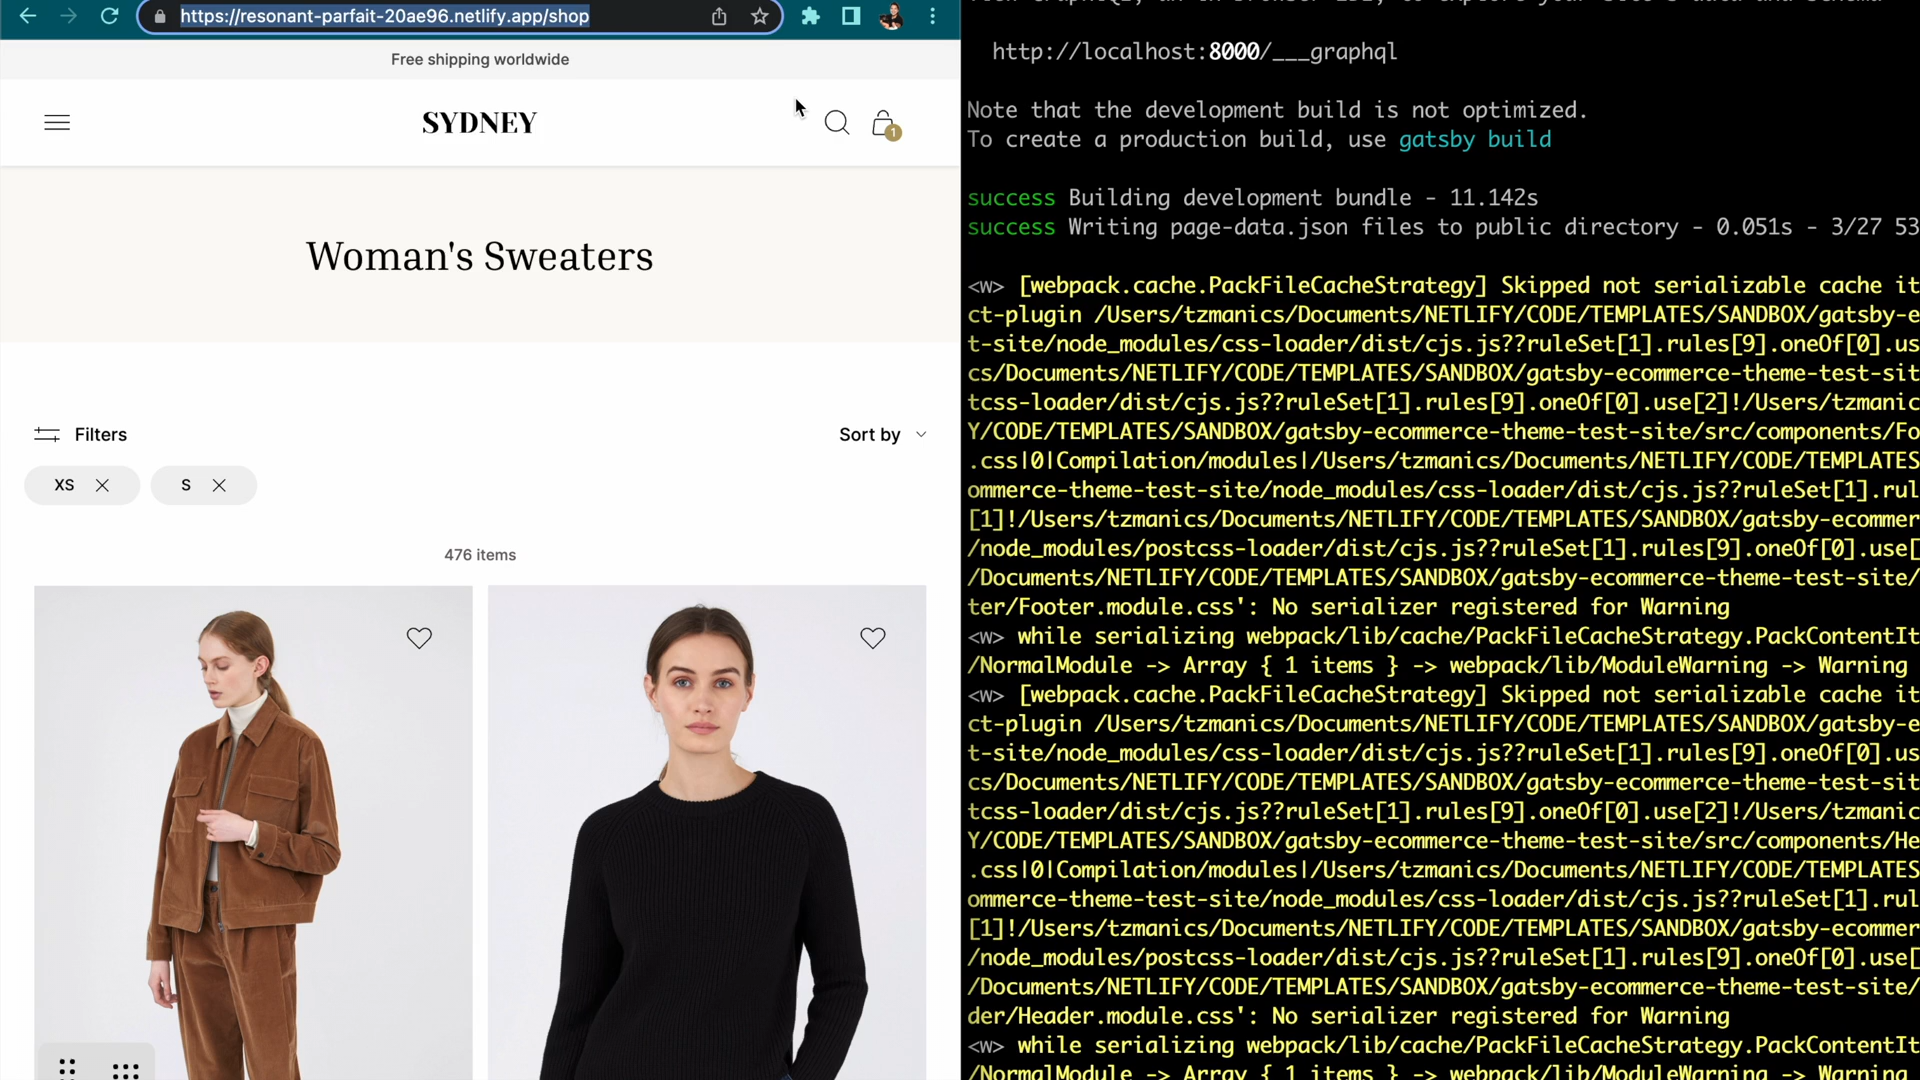 https://resonant-parfait-20ae96.netlify.app/shop
Free shipping worldwide
SYDNEY
1
Woman's Sweaters
Filters
Sort by
XS
S
476 items
http://localhost:8000/___graphql
Note that the development build is not optimized.
To create a production build, use gatsby build
success Building development bundle - 11.142s
success Writing page-data.json files to public directory - 0.051s - 3/27 53
<w> [webpack.cache.PackFileCacheStrategy] Skipped not serializable cache it
ct-plugin /Users/tzmanics/Documents/NETLIFY/CODE/TEMPLATES/SANDBOX/gatsby-e
t-site/node_modules/css-loader/dist/cjs.js??ruleSet[1].rules[9].oneOf[0].us
cs/Documents/NETLIFY/CODE/TEMPLATES/SANDBOX/gatsby-ecommerce-theme-test-sit
tcss-loader/dist/cjs.js??ruleSet[1].rules[9].oneOf[0].use[2]!/Users/tzmanic
Y/CODE/TEMPLATES/SANDBOX/gatsby-ecommerce-theme-test-site/src/components/Fo
.css|0|Compilation/modules|/Users/tzmanics/Documents/NETLIFY/CODE/TEMPLATES
ommerce-theme-test-site/node_modules/css-loader/dist/cjs.js??ruleSet[1].rul
[1]!/Users/tzmanics/Documents/NETLIFY/CODE/TEMPLATES/SANDBOX/gatsby-ecommer
/node_modules/postcss-loader/dist/cjs.js??ruleSet[1].rules[9].oneOf[0].use[
/Documents/NETLIFY/CODE/TEMPLATES/SANDBOX/gatsby-ecommerce-theme-test-site/
ter/Footer.module.css': No serializer registered for Warning
<w> while serializing webpack/lib/cache/PackFileCacheStrategy.PackContentIt
/NormalModule -> Array { 1 items } -> webpack/lib/ModuleWarning -> Warning
<w> [webpack.cache.PackFileCacheStrategy] Skipped not serializable cache it
ct-plugin /Users/tzmanics/Documents/NETLIFY/CODE/TEMPLATES/SANDBOX/gatsby-e
t-site/node_modules/css-loader/dist/cjs.js??ruleSet[1].rules[9].oneOf[0].us
cs/Documents/NETLIFY/CODE/TEMPLATES/SANDBOX/gatsby-ecommerce-theme-test-sit
tcss-loader/dist/cjs.js??ruleSet[1].rules[9].oneOf[0].use[2]!/Users/tzmanic
Y/CODE/TEMPLATES/SANDBOX/gatsby-ecommerce-theme-test-site/src/components/He
.css|0|Compilation/modules|/Users/tzmanics/Documents/NETLIFY/CODE/TEMPLATES
ommerce-theme-test-site/node_modules/css-loader/dist/cjs.js??ruleSet[1].rul
[1]!/Users/tzmanics/Documents/NETLIFY/CODE/TEMPLATES/SANDBOX/gatsby-ecommer
/node_modules/postcss-loader/dist/cjs.js??ruleSet[1].rules[9].oneOf[0].use[
/Documents/NETLIFY/CODE/TEMPLATES/SANDBOX/gatsby-ecommerce-theme-test-site/
der/Header.module.css': No serializer registered for Warning
<w> while serializing webpack/lib/cache/PackFileCacheStrategy.PackContentIt
/NormalModule -> Array { 1 items } -> webpack/lib/ModuleWarning -> Warning